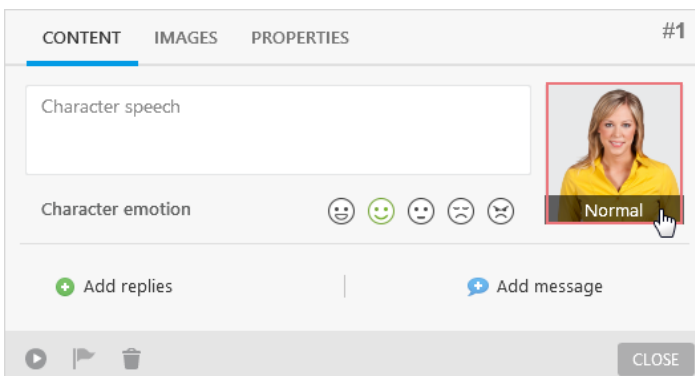 CONTENT IMAGES PROPERTIES #1
Character speech
Normal
Character emotion
Add replies Add message
CLOSE